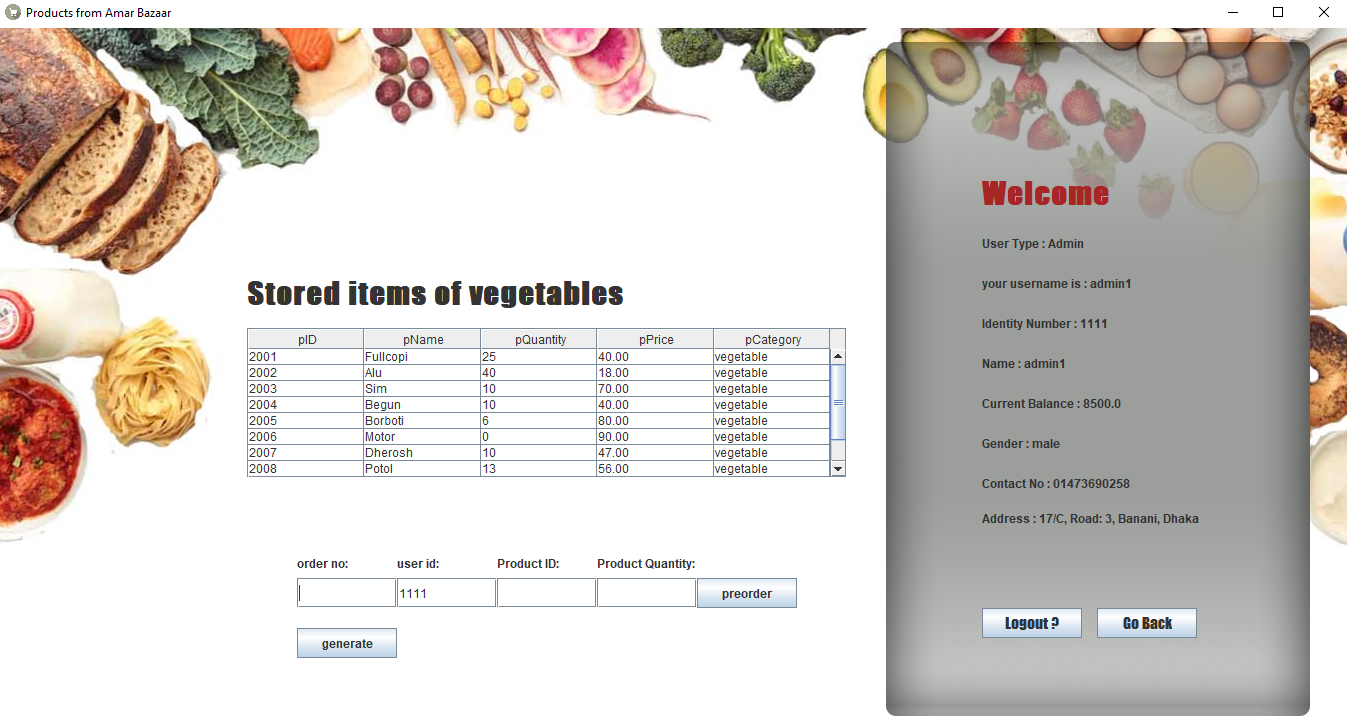 Products from Amar Bazaar
Welcome
User Type : Admin
your username is : admin1
Identity Number : 1111
Name : admin1
Current Balance : 8500.0
Gender : male
Contact No : 01473690258
Address : 17/C, Road: 3, Banani, Dhaka
Logout ? Go Back
Stored items of vegetables
pID pName pQuantity pPrice pCategory
2001 Fullcopi 25 40.00 vegetable
2002 Alu 40 18.00 vegetable
2003 Sim 10 70.00 vegetable
2004 Begun 10 40.00 vegetable
2005 Borboti 6 80.00 vegetable
2006 Motor 0 90.00 vegetable
2007 Dherosh 10 47.00 vegetable
2008 Potol 13 56.00 vegetable
order no: user id: Product ID: Product Quantity:
1111 preorder
generate